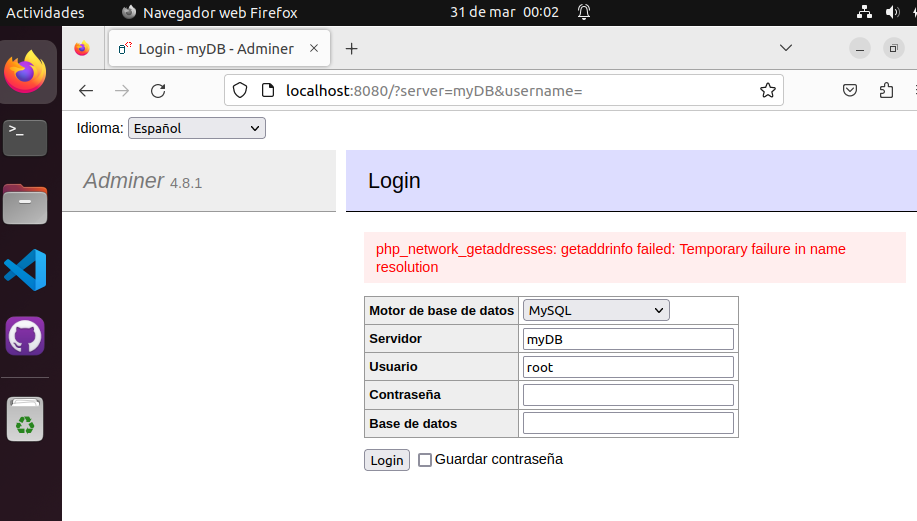 Actividades
Navegador web Firefox
31 de mar 00:02
Login - myDB - Adminer
localhost:8080/?server=myDB&username=
Idioma: Español
Adminer 4.8.1
Login
php_network_getaddresses: getaddrinfo failed: Temporary failure in name
resolution
Motor de base de datos MySQL
Servidor myDB
Usuario root
Contraseña
Base de datos
Login Guardar contraseña